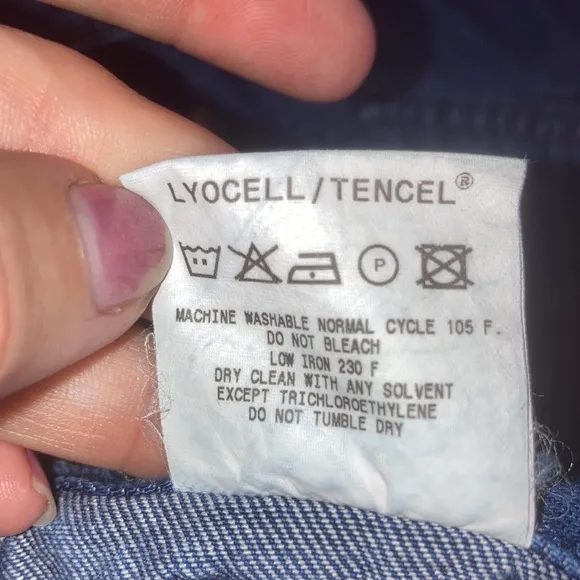 LYOCELL/TENCEL®
P
MACHINE WASHABLE NORMAL CYCLE 105 F.
DO NOT BLEACH
LOW IRON 230 F
DRY CLEAN WITH ANY SOLVENT
EXCEPT TRICHLOROETHYLENE
DO NOT TUMBLE DRY